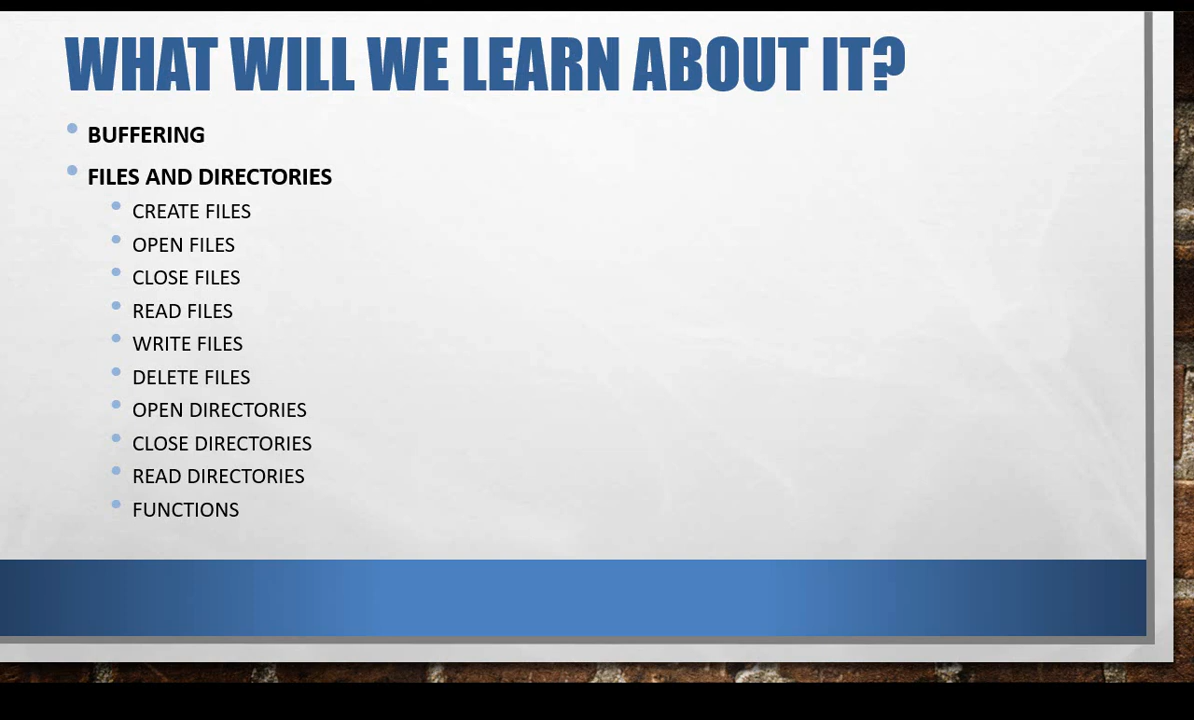 WHAT WILL WE LEARN ABOUT IT?
BUFFERING
FILES AND DIRECTORIES
CREATE FILES
OPEN FILES
CLOSE FILES
READ FILES
WRITE FILES
DELETE FILES
OPEN DIRECTORIES
CLOSE DIRECTORIES
READ DIRECTORIES
FUNCTIONS